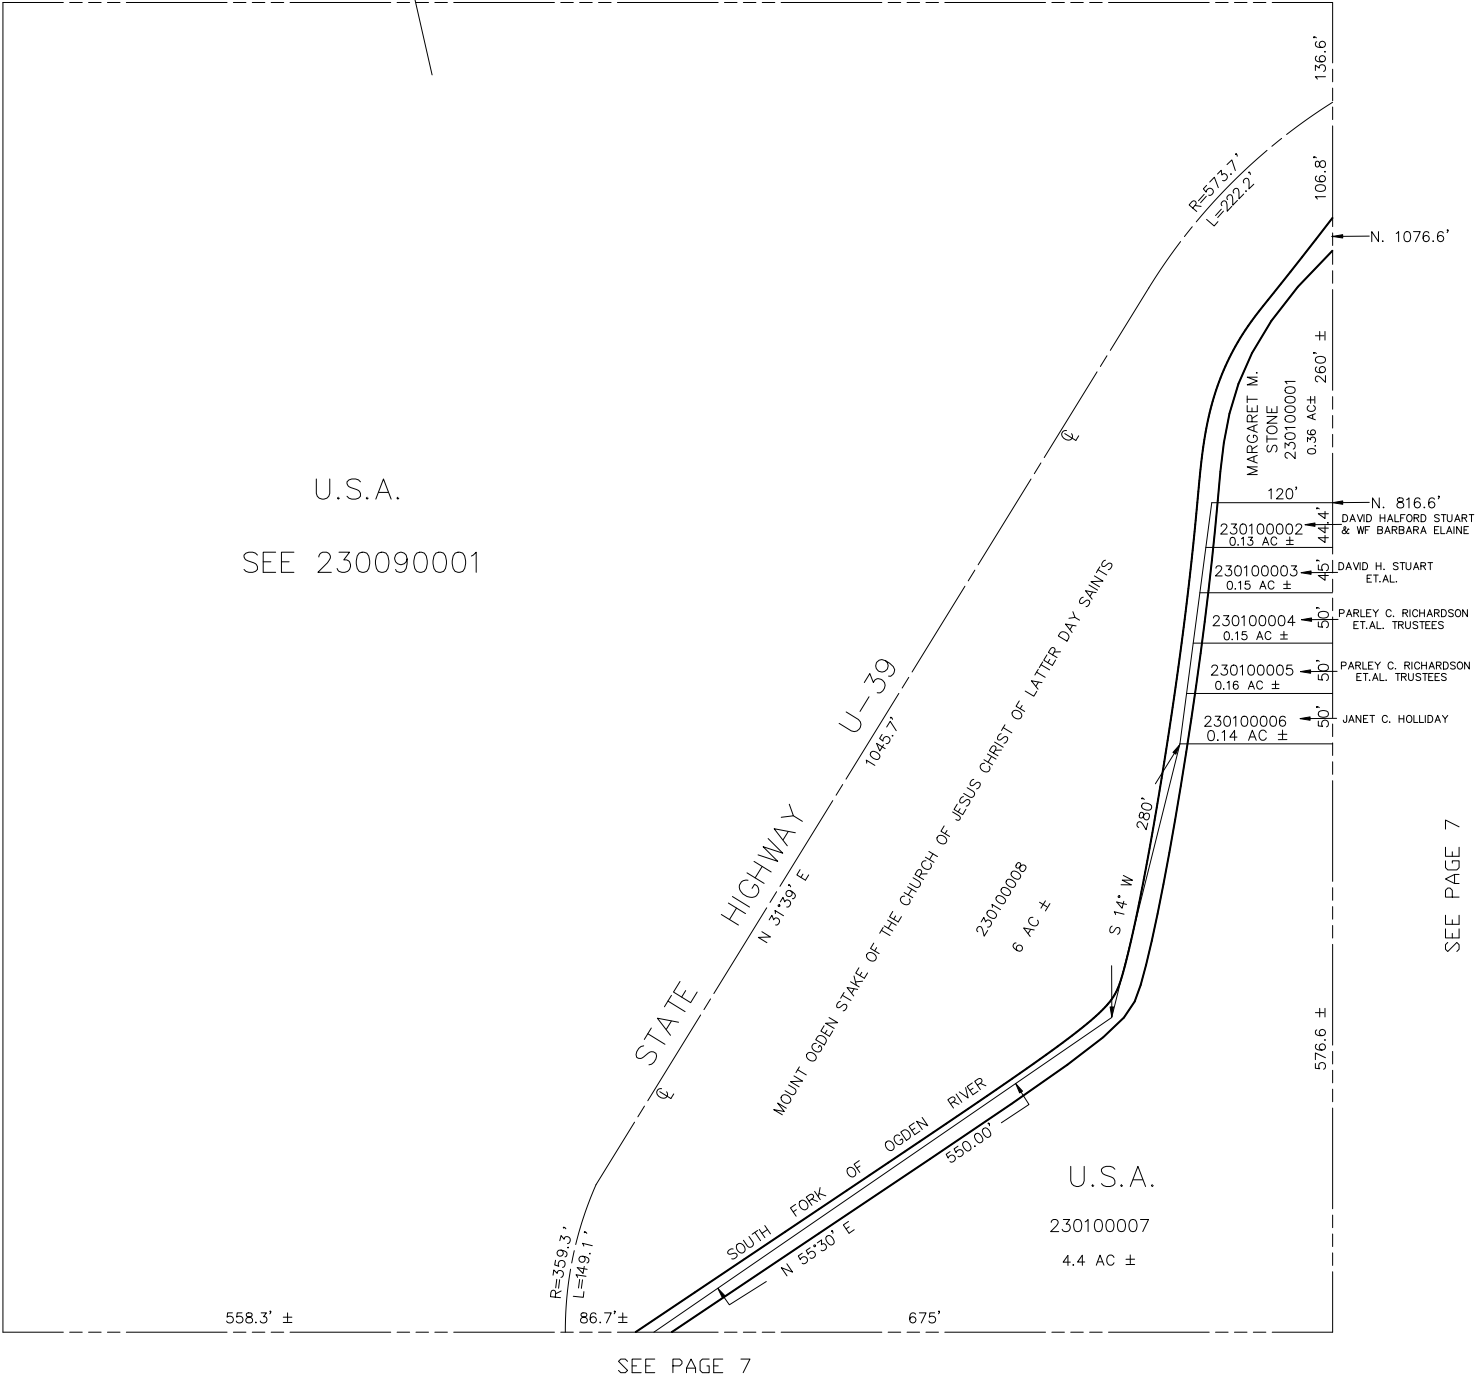 136.6'
R=573.7'
L=222.2'
106.8'
N. 1076.6'
260' ±
MARGARET M.
STONE
230100001
0.36 AC±
℄
U.S.A.
SEE 230090001
120'
N. 816.6'
44.4'
230100002
0.13 AC ±
DAVID HALFORD STUART
& WF BARBARA ELAINE
45'
230100003
0.15 AC ±
DAVID H. STUART
ET.AL.
50'
230100004
0.15 AC ±
PARLEY C. RICHARDSON
ET.AL. TRUSTEES
50'
230100005
0.16 AC ±
PARLEY C. RICHARDSON
ET.AL. TRUSTEES
50'
230100006
0.14 AC ±
JANET C. HOLLIDAY
STATE HIGHWAY U-39
1045.7'
N 31°39' E
℄
MOUNT OGDEN STAKE OF THE CHURCH OF JESUS CHRIST OF LATTER DAY SAINTS
230100008
6 AC ±
280'
S 14° W
SEE PAGE 7
576.6 ±
SOUTH FORK OF OGDEN RIVER
550.00'
N 55°30' E
U.S.A.
230100007
4.4 AC ±
R=359.3'
L=149.1'
558.3' ±
86.7'±
675'
SEE PAGE 7